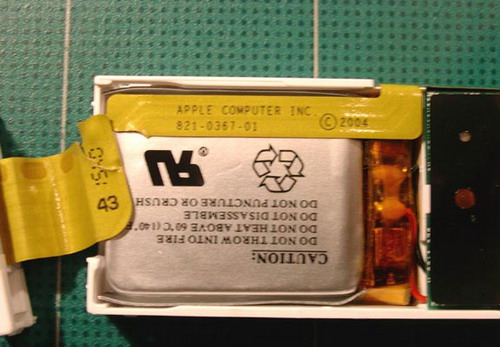 APPLE COMPUTER INC.
821-0367-01 ©2004
43
CAUTION:
DO NOT THROW INTO FIRE
DO NOT HEAT ABOVE 60°C (140°F
DO NOT DISASSEMBLE
DO NOT PUNCTURE OR CRUSH